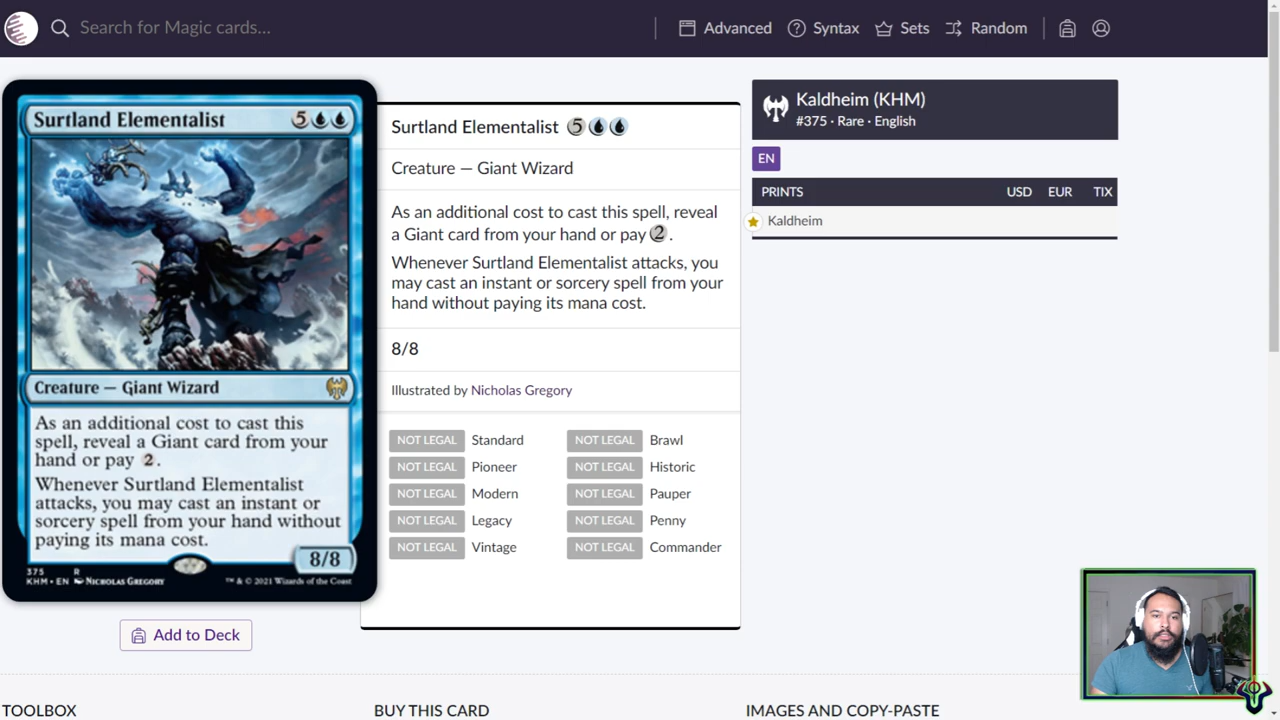 Search for Magic cards...
Advanced
Syntax
Sets
Random
Surtland Elementalist 5
Creature — Giant Wizard
As an additional cost to cast this
spell, reveal a Giant card from your
hand or pay 2.
Whenever Surtland Elementalist
attacks, you may cast an instant or
sorcery spell from your hand without
paying its mana cost.
8/8
375 R
KHM • EN Nicholas Gregory
™ & © 2021 Wizards of the Coast
Add to Deck
Surtland Elementalist 5
Creature — Giant Wizard
As an additional cost to cast this spell, reveal
a Giant card from your hand or pay 2.
Whenever Surtland Elementalist attacks, you
may cast an instant or sorcery spell from your
hand without paying its mana cost.
8/8
Illustrated by Nicholas Gregory
NOT LEGAL Standard NOT LEGAL Brawl
NOT LEGAL Pioneer NOT LEGAL Historic
NOT LEGAL Modern NOT LEGAL Pauper
NOT LEGAL Legacy NOT LEGAL Penny
NOT LEGAL Vintage NOT LEGAL Commander
Kaldheim (KHM)
#375 · Rare · English
EN
PRINTS USD EUR TIX
Kaldheim
TOOLBOX
BUY THIS CARD
IMAGES AND COPY-PASTE